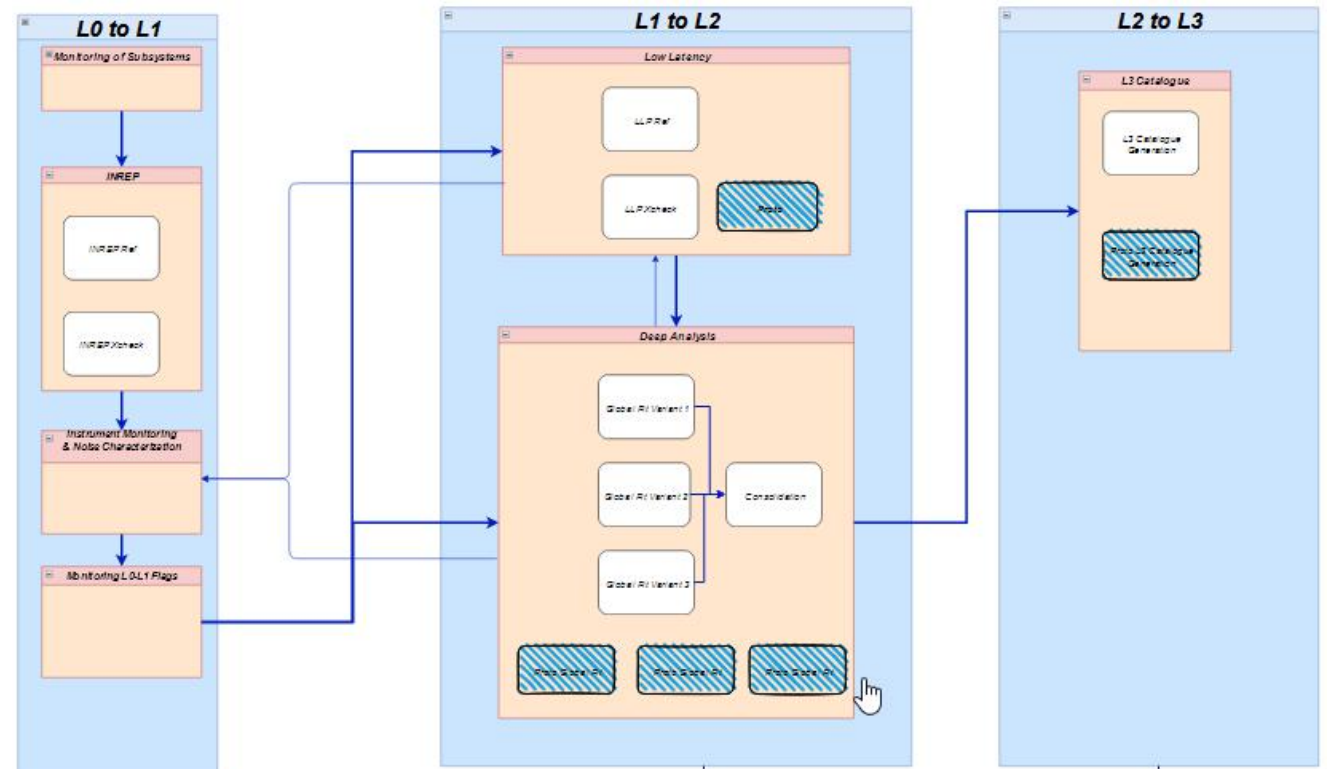 L0 to L1
Monitoring of Subsystems
INREP
INREP Ref
INREP Xcheck
Instrument Monitoring
& Noise Characterization
Monitoring L0-L1 Flags
L1 to L2
Low Latency
LLP Ref
LLP Xcheck
Proto
Deep Analysis
Global Fit Variant 1
Global Fit Variant 2
Consolidation
Global Fit Variant 3
Proto Global Fit
Proto Global Fit
Proto Global Fit
L2 to L3
L3 Catalogue
L3 Catalogue
Generation
Proto L3 Catalogue
Generation